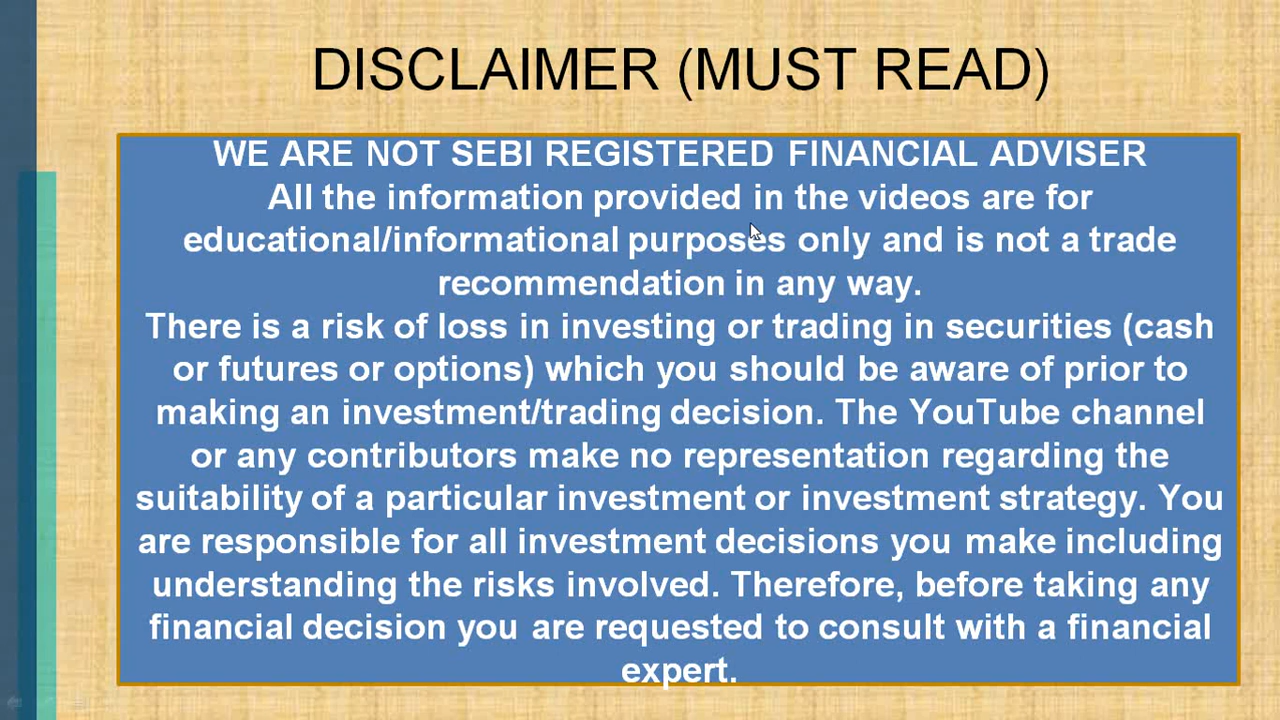 DISCLAIMER (MUST READ)
WE ARE NOT SEBI REGISTERED FINANCIAL ADVISER
All the information provided in the videos are for
educational/informational purposes only and is not a trade
recommendation in any way.
There is a risk of loss in investing or trading in securities (cash
or futures or options) which you should be aware of prior to
making an investment/trading decision. The YouTube channel
or any contributors make no representation regarding the
suitability of a particular investment or investment strategy. You
are responsible for all investment decisions you make including
understanding the risks involved. Therefore, before taking any
financial decision you are requested to consult with a financial
expert.